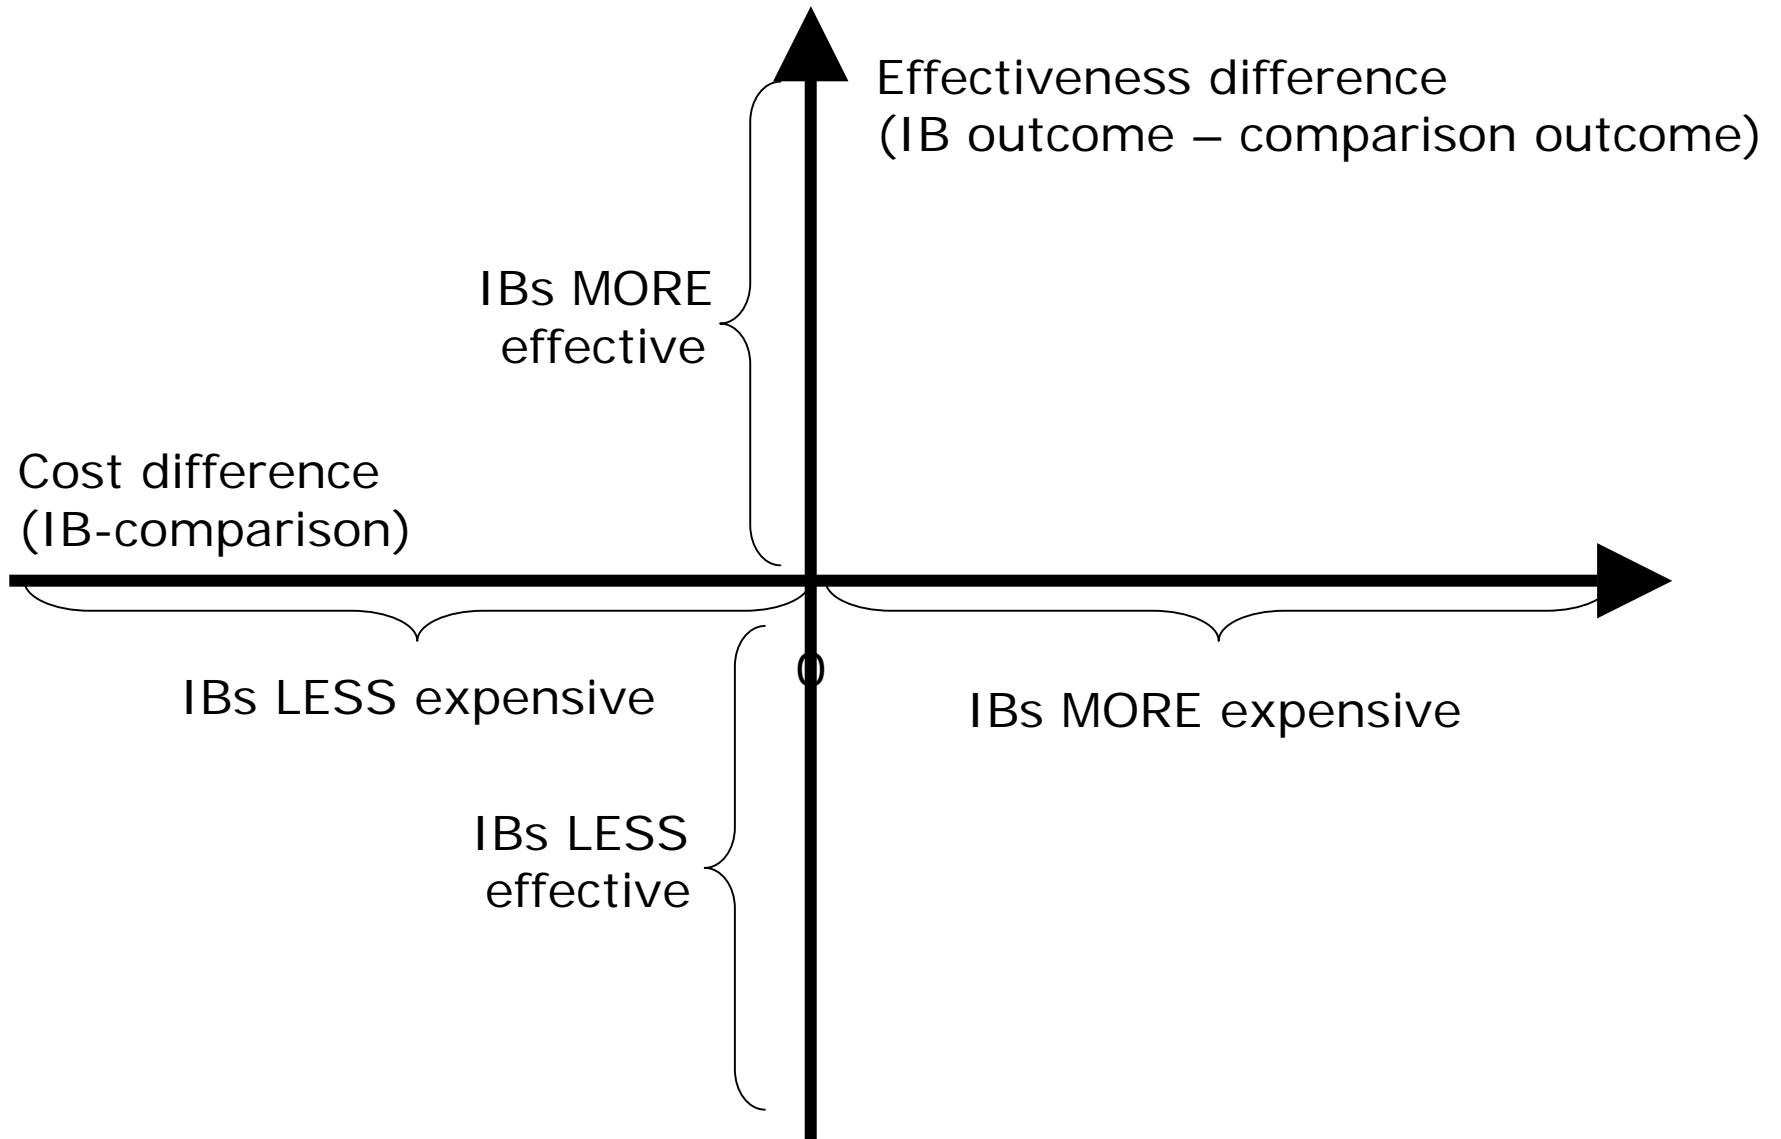 Effectiveness difference
(IB outcome – comparison outcome)
IBs MORE
effective
Cost difference
(IB-comparison)
0
IBs LESS expensive
IBs MORE expensive
IBs LESS
effective